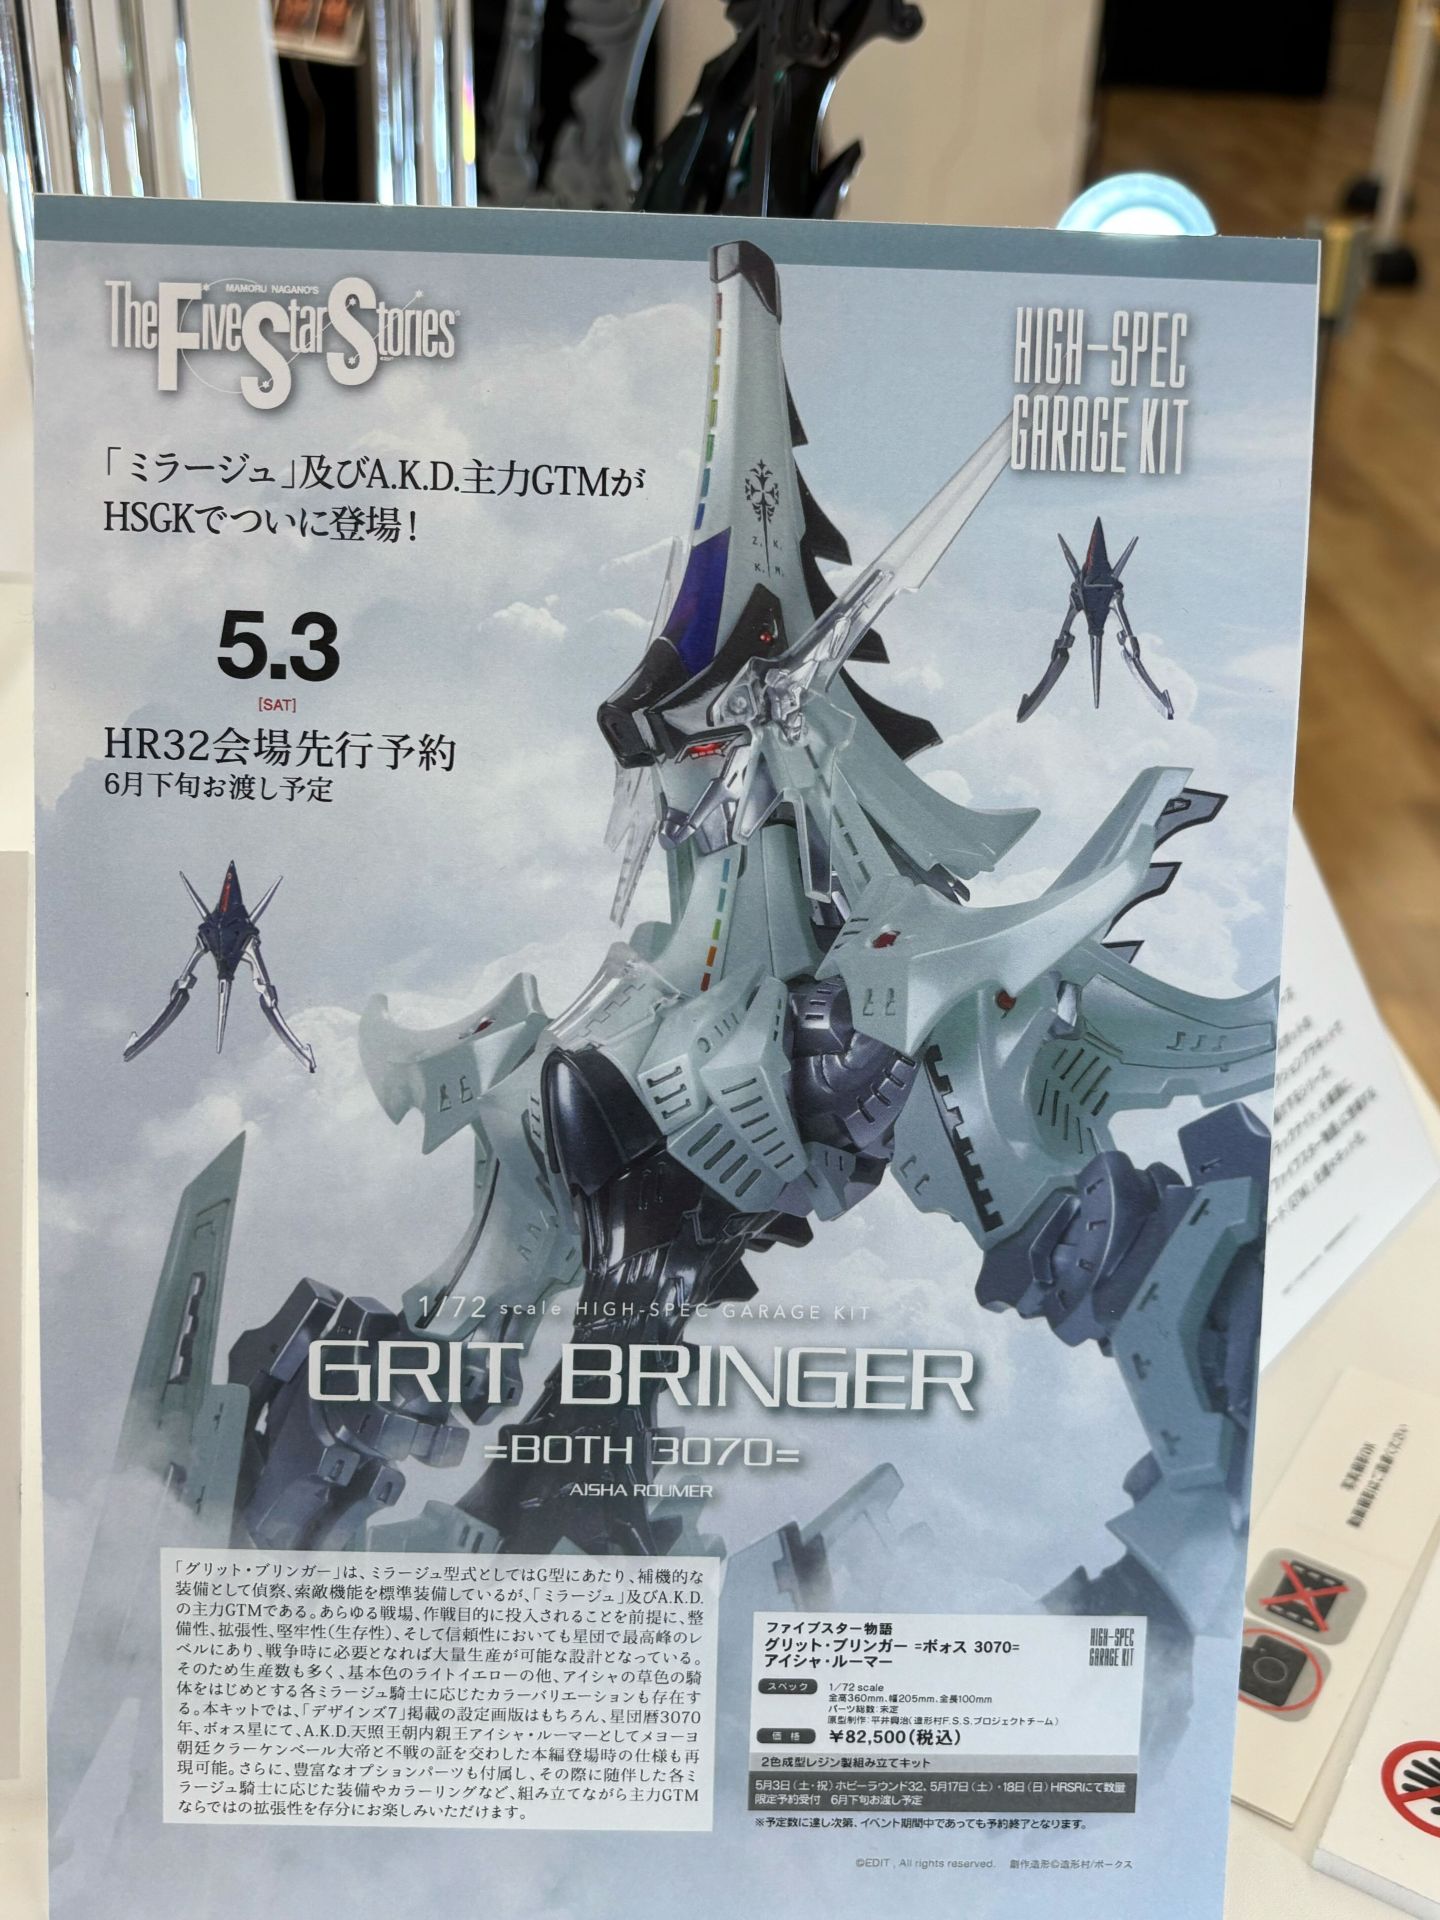 MAMORU NAGANO'S
The Five Star Stories
HIGH-SPEC
GARAGE KIT
「ミラージュ」及びA.K.D.主力GTMが
HSGKでついに登場!
5.3
[SAT]
HR32会場先行予約
6月下旬お渡し予定
Z. K.
K. M.
1/72 scale HIGH-SPEC GARAGE KIT
GRIT BRINGER
=BOTH 3070=
AISHA ROUMER
「グリット・ブリンガー」は、ミラージュ型式としてはG型にあたり、補機的な
装備として偵察、索敵機能を標準装備しているが、「ミラージュ」及びA.K.D.
の主力GTMである。あらゆる戦場、作戦目的に投入されることを前提に、整
備性、拡張性、堅牢性(生存性)、そして信頼性においても星団で最高峰のレ
ベルにあり、戦争時に必要となれば大量生産が可能な設計となっている。
そのため生産数も多く、基本色のライトイエローの他、アイシャの草色の騎
体をはじめとする各ミラージュ騎士に応じたカラーバリエーションも存在す
る。本キットでは、「デザインズ7」掲載の設定画版はもちろん、星団暦3070
年、ボォス星にて、A.K.D.天照王朝内親王アイシャ・ルーマーとしてメヨーヨ
朝廷クラーケンベール大帝と不戦の証を交わした本編登場時の仕様も再
現可能。さらに、豊富なオプションパーツも付属し、その際に随伴した各ミ
ラージュ騎士に応じた装備やカラーリングなど、組み立てながら主力GTM
ならではの拡張性を存分にお楽しみいただけます。
ファイブスター物語
グリット・ブリンガー =ボォス 3070=
アイシャ・ルーマー
HIGH-SPEC
GARAGE KIT
スペック
1/72 scale
全高360mm、幅205mm、全長100mm
パーツ総数:未定
原型制作:平井興治(造形村F.S.S.プロジェクトチーム)
価格 ¥82,500(税込)
2色成型レジン製組み立てキット
5月3日(土・祝)ホビーラウンド32、5月17日(土)・18日(日)HRSRにて数量
限定予約受付 6月下旬お渡し予定
※予定数に達し次第、イベント期間中であっても予約終了となります。
©EDIT, All rights reserved. 創作造形©造形村/ボークス